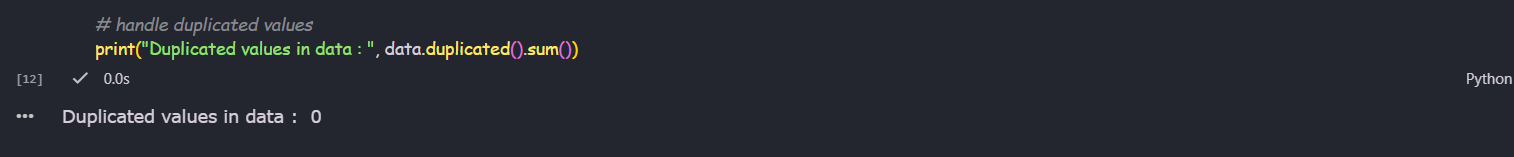 # handle duplicated values
print("Duplicated values in data : ", data.duplicated().sum())
[12] ✓ 0.0s Python
... Duplicated values in data :  0